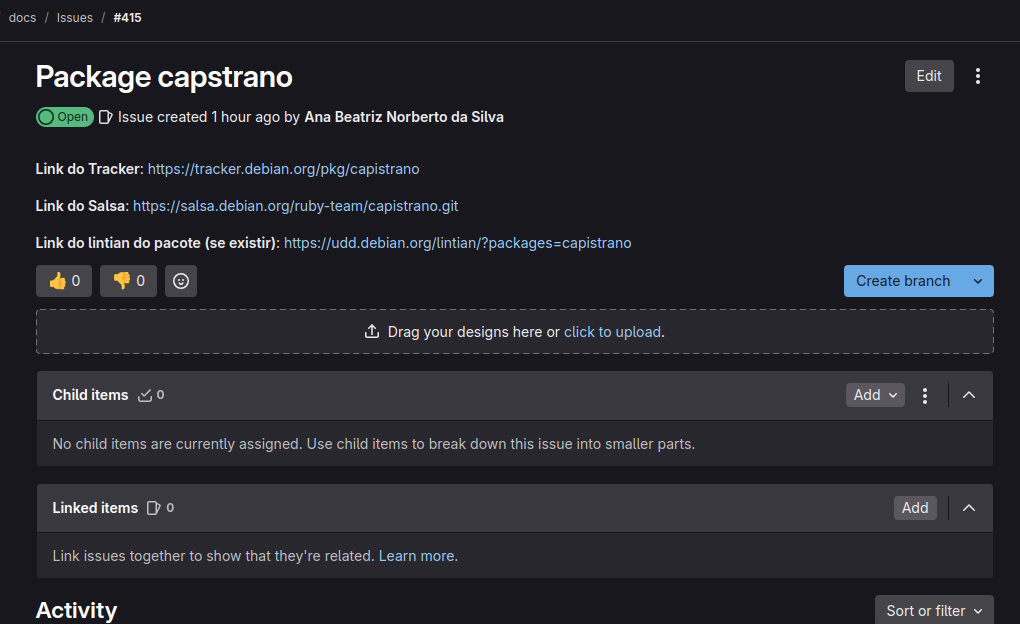 docs / Issues / #415
Package capstrano
Edit
Open Issue created 1 hour ago by Ana Beatriz Norberto da Silva
Link do Tracker: https://tracker.debian.org/pkg/capistrano
Link do Salsa: https://salsa.debian.org/ruby-team/capistrano.git
Link do lintian do pacote (se existir): https://udd.debian.org/lintian/?packages=capistrano
👍 0 👎 0
Create branch
Drag your designs here or click to upload.
Child items 0
Add
No child items are currently assigned. Use child items to break down this issue into smaller parts.
Linked items 0
Add
Link issues together to show that they're related. Learn more.
Activity
Sort or filter